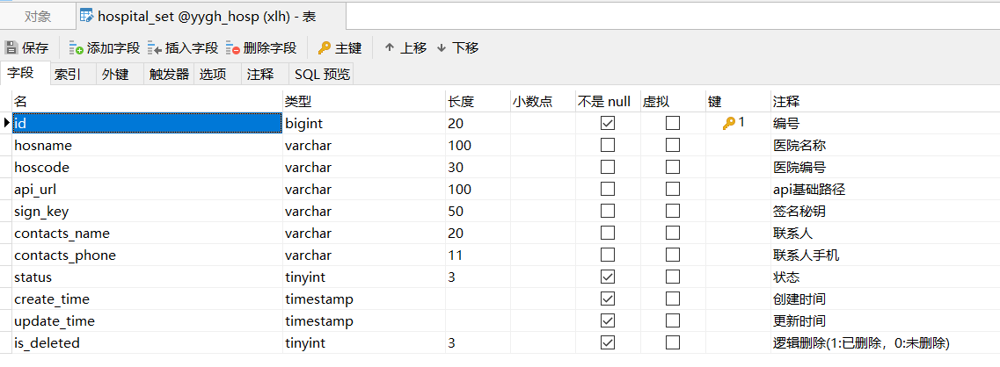 对象 hospital_set @yygh_hosp (xlh) - 表
保存 添加字段 插入字段 删除字段 主键 上移 下移
字段 索引 外键 触发器 选项 注释 SQL 预览
名 类型 长度 小数点 不是 null 虚拟 键 注释
id bigint 20 1 编号
hosname varchar 100 医院名称
hoscode varchar 30 医院编号
api_url varchar 100 api基础路径
sign_key varchar 50 签名秘钥
contacts_name varchar 20 联系人
contacts_phone varchar 11 联系人手机
status tinyint 3 状态
create_time timestamp 创建时间
update_time timestamp 更新时间
is_deleted tinyint 3 逻辑删除(1:已删除，0:未删除)